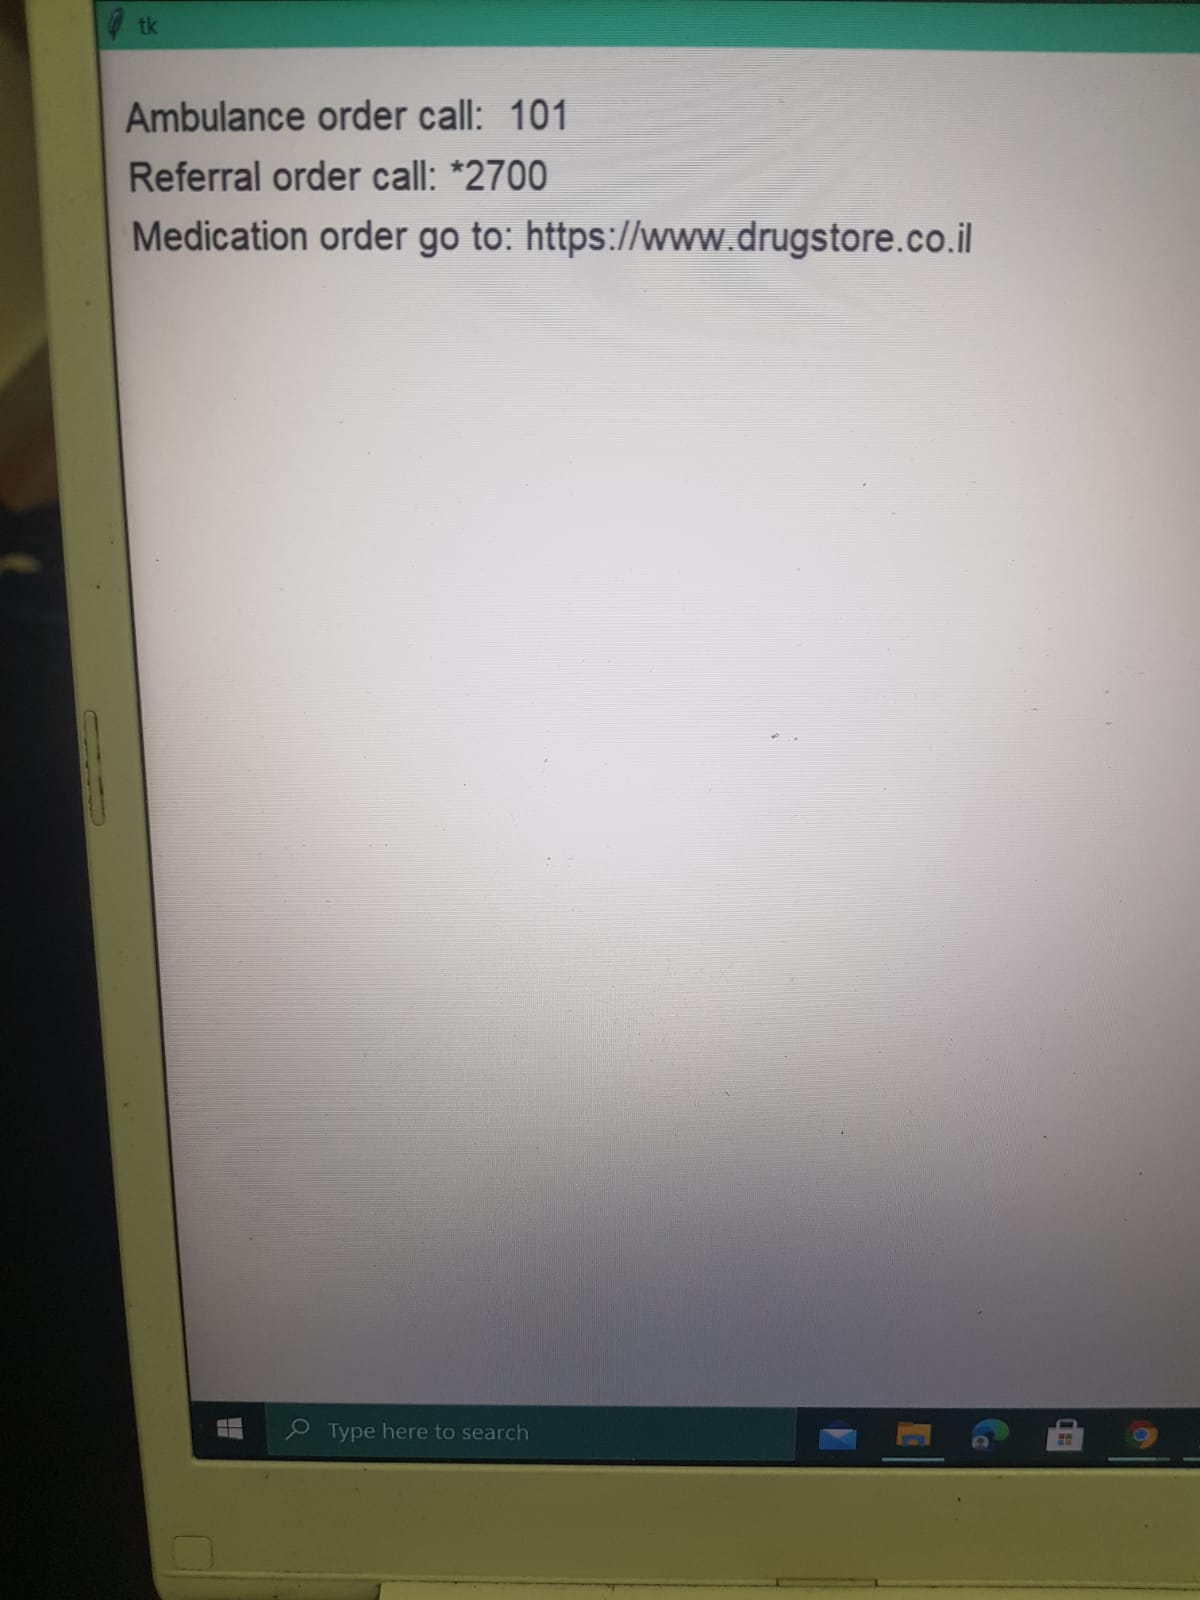 tk
Ambulance order call:  101
Referral order call: *2700
Medication order go to: https://www.drugstore.co.il
Type here to search